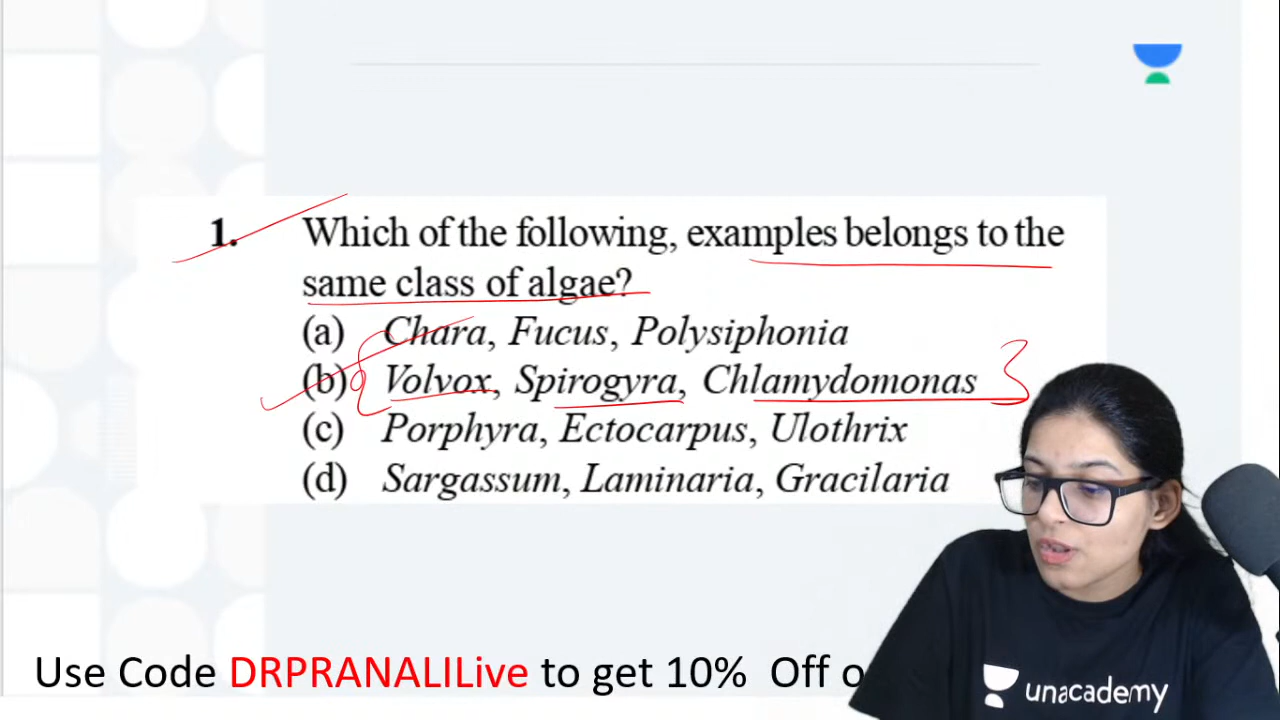 1. Which of the following, examples belongs to the
same class of algae?
(a) Chara, Fucus, Polysiphonia
(b) Volvox, Spirogyra, Chlamydomonas
(c) Porphyra, Ectocarpus, Ulothrix
(d) Sargassum, Laminaria, Gracilaria
Use Code DRPRANALILive to get 10% Off o
unacademy